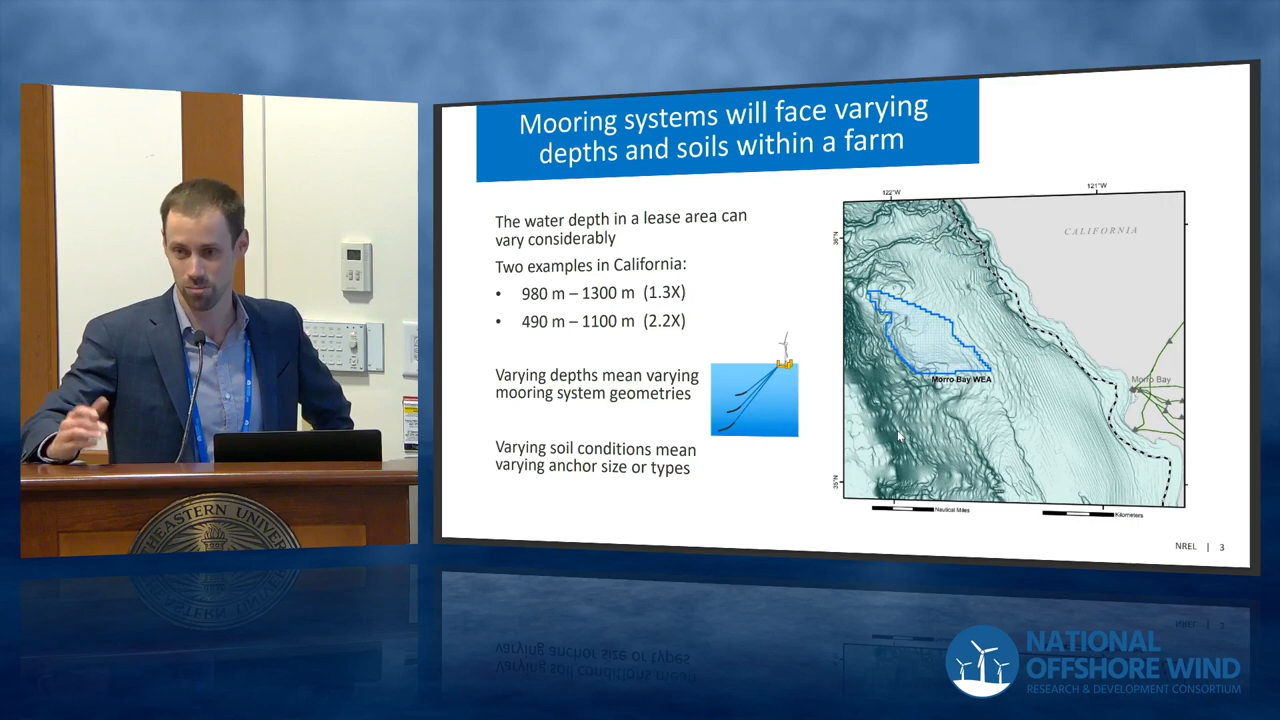 Mooring systems will face varying
depths and soils within a farm
The water depth in a lease area can
vary considerably
Two examples in California:
• 980 m – 1300 m (1.3X)
• 490 m – 1100 m (2.2X)
Varying depths mean varying
mooring system geometries
Varying soil conditions mean
varying anchor size or types
122°W
121°W
36°N
35°N
CALIFORNIA
Morro Bay WEA
Morro Bay
Nautical Miles
Kilometers
NREL | 3
HEASTERN UNIVE
NATIONAL
OFFSHORE WIND
RESEARCH & DEVELOPMENT CONSORTIUM